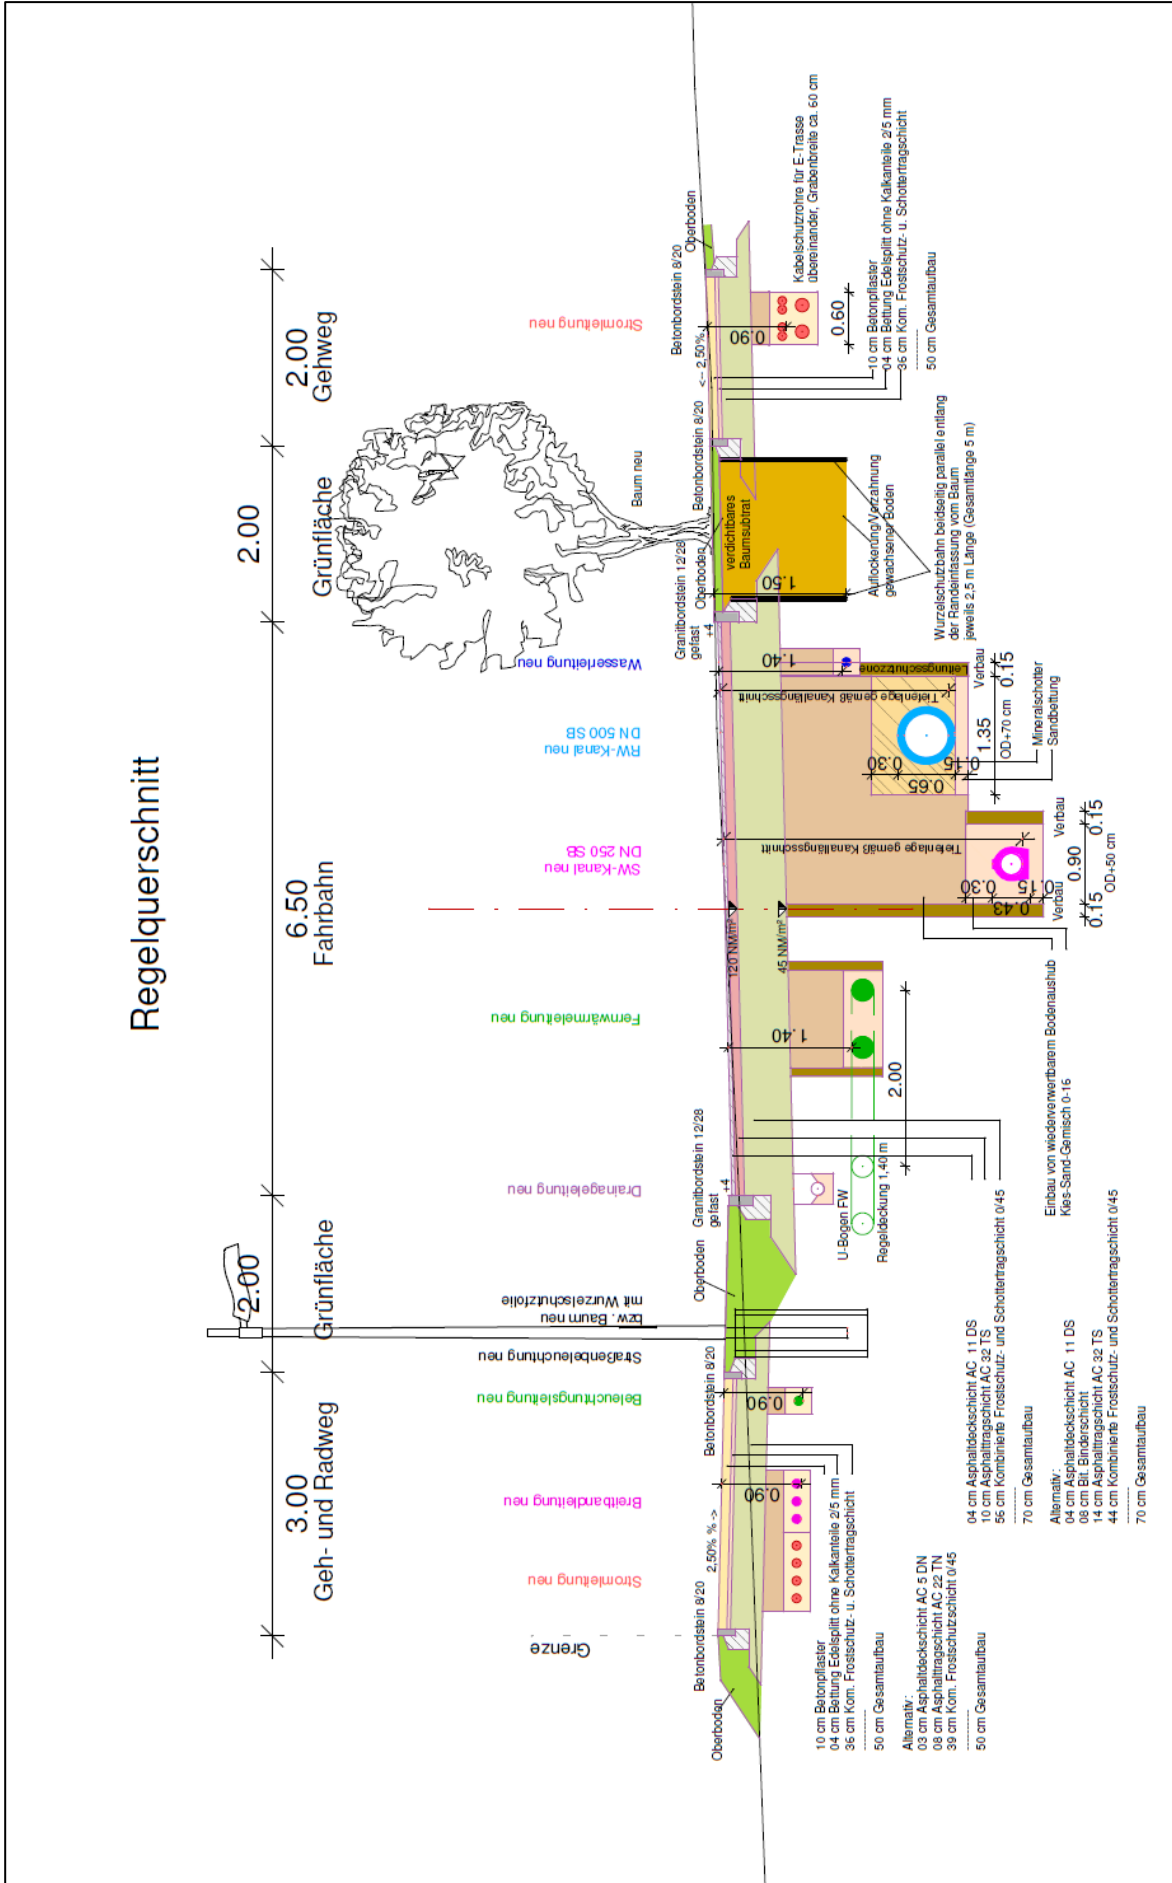 Regelquerschnitt
3.00
Geh- und Radweg
2.00
Grünfläche
6.50
Fahrbahn
2.00
Grünfläche
2.00
Gehweg
Grenze
Stromleitung neu
Breitbandleitung neu
Beleuchtungsleitung neu
Straßenbeleuchtung neu
bzw. Baum neu
mit Wurzelschutzfolie
Drainageleitung neu
Fernwärmeleitung neu
SW-Kanal neu
DN 250 SB
RW-Kanal neu
DN 500 SB
Wasserleitung neu
Baum neu
Stromleitung neu
Oberboden
Betonbordstein 8/20
2,50% % ->
Betonbordstein 8/20
Oberboden
Granitbordstein 12/28
gefast
+4
120 NM/m²
45 NM/m²
Granitbordstein 12/28
gefast
+4
Oberboden
verdichtbares
Baumsubtrat
Betonbordstein 8/20
<-- 2,50%
Betonbordstein 8/20
Oberboden
0.90
0.90
1.40
2.00
U-Bogen FW
Regeldeckung 1,40 m
Tiefenlage gemäß Kanallängsschnitt
0.30
0.15
0.43
0.15
Verbau
0.90
OD+50 cm
Verbau
0.15
Tiefenlage gemäß Kanallängsschnitt
0.30
0.15
0.65
1.35
OD+70 cm
Verbau
0.15
Leitungsschutzzone
1.40
1.50
0.90
0.60
Mineralschotter
Sandbettung
Auflockerung/Verzahnung
gewachsener Boden
Wurzelschutzbahn beidseitig parallel entlang
der Randeinfassung vom Baum
jeweils 2,5 m Länge (Gesamtlänge 5 m)
Kabelschutzrohre für E-Trasse
übereinander, Grabenbreite ca. 60 cm
10 cm Betonpflaster
04 cm Bettung Edelsplitt ohne Kalkanteile 2/5 mm
36 cm Kom. Frostschutz- u. Schottertragschicht
50 cm Gesamtaufbau
Einbau von wiederverwertbarem Bodenaushub
Kies-Sand-Gemisch 0-16
10 cm Betonpflaster
04 cm Bettung Edelsplitt ohne Kalkanteile 2/5 mm
36 cm Kom. Frostschutz- u. Schottertragschicht
50 cm Gesamtaufbau
Alternativ:
03 cm Asphaltdeckschicht AC 5 DN
08 cm Asphalttragschicht AC 22 TN
39 cm Kom. Frostschutzschicht 0/45
50 cm Gesamtaufbau
04 cm Asphaltdeckschicht AC 11 DS
10 cm Asphalttragschicht AC 32 TS
56 cm Kombinierte Frostschutz- und Schottertragschicht 0/45
70 cm Gesamtaufbau
Alternativ:
04 cm Asphaltdeckschicht AC 11 DS
08 cm Bit. Binderschicht
14 cm Asphalttragschicht AC 32 TS
44 cm Kombinierte Frostschutz- und Schottertragschicht 0/45
70 cm Gesamtaufbau